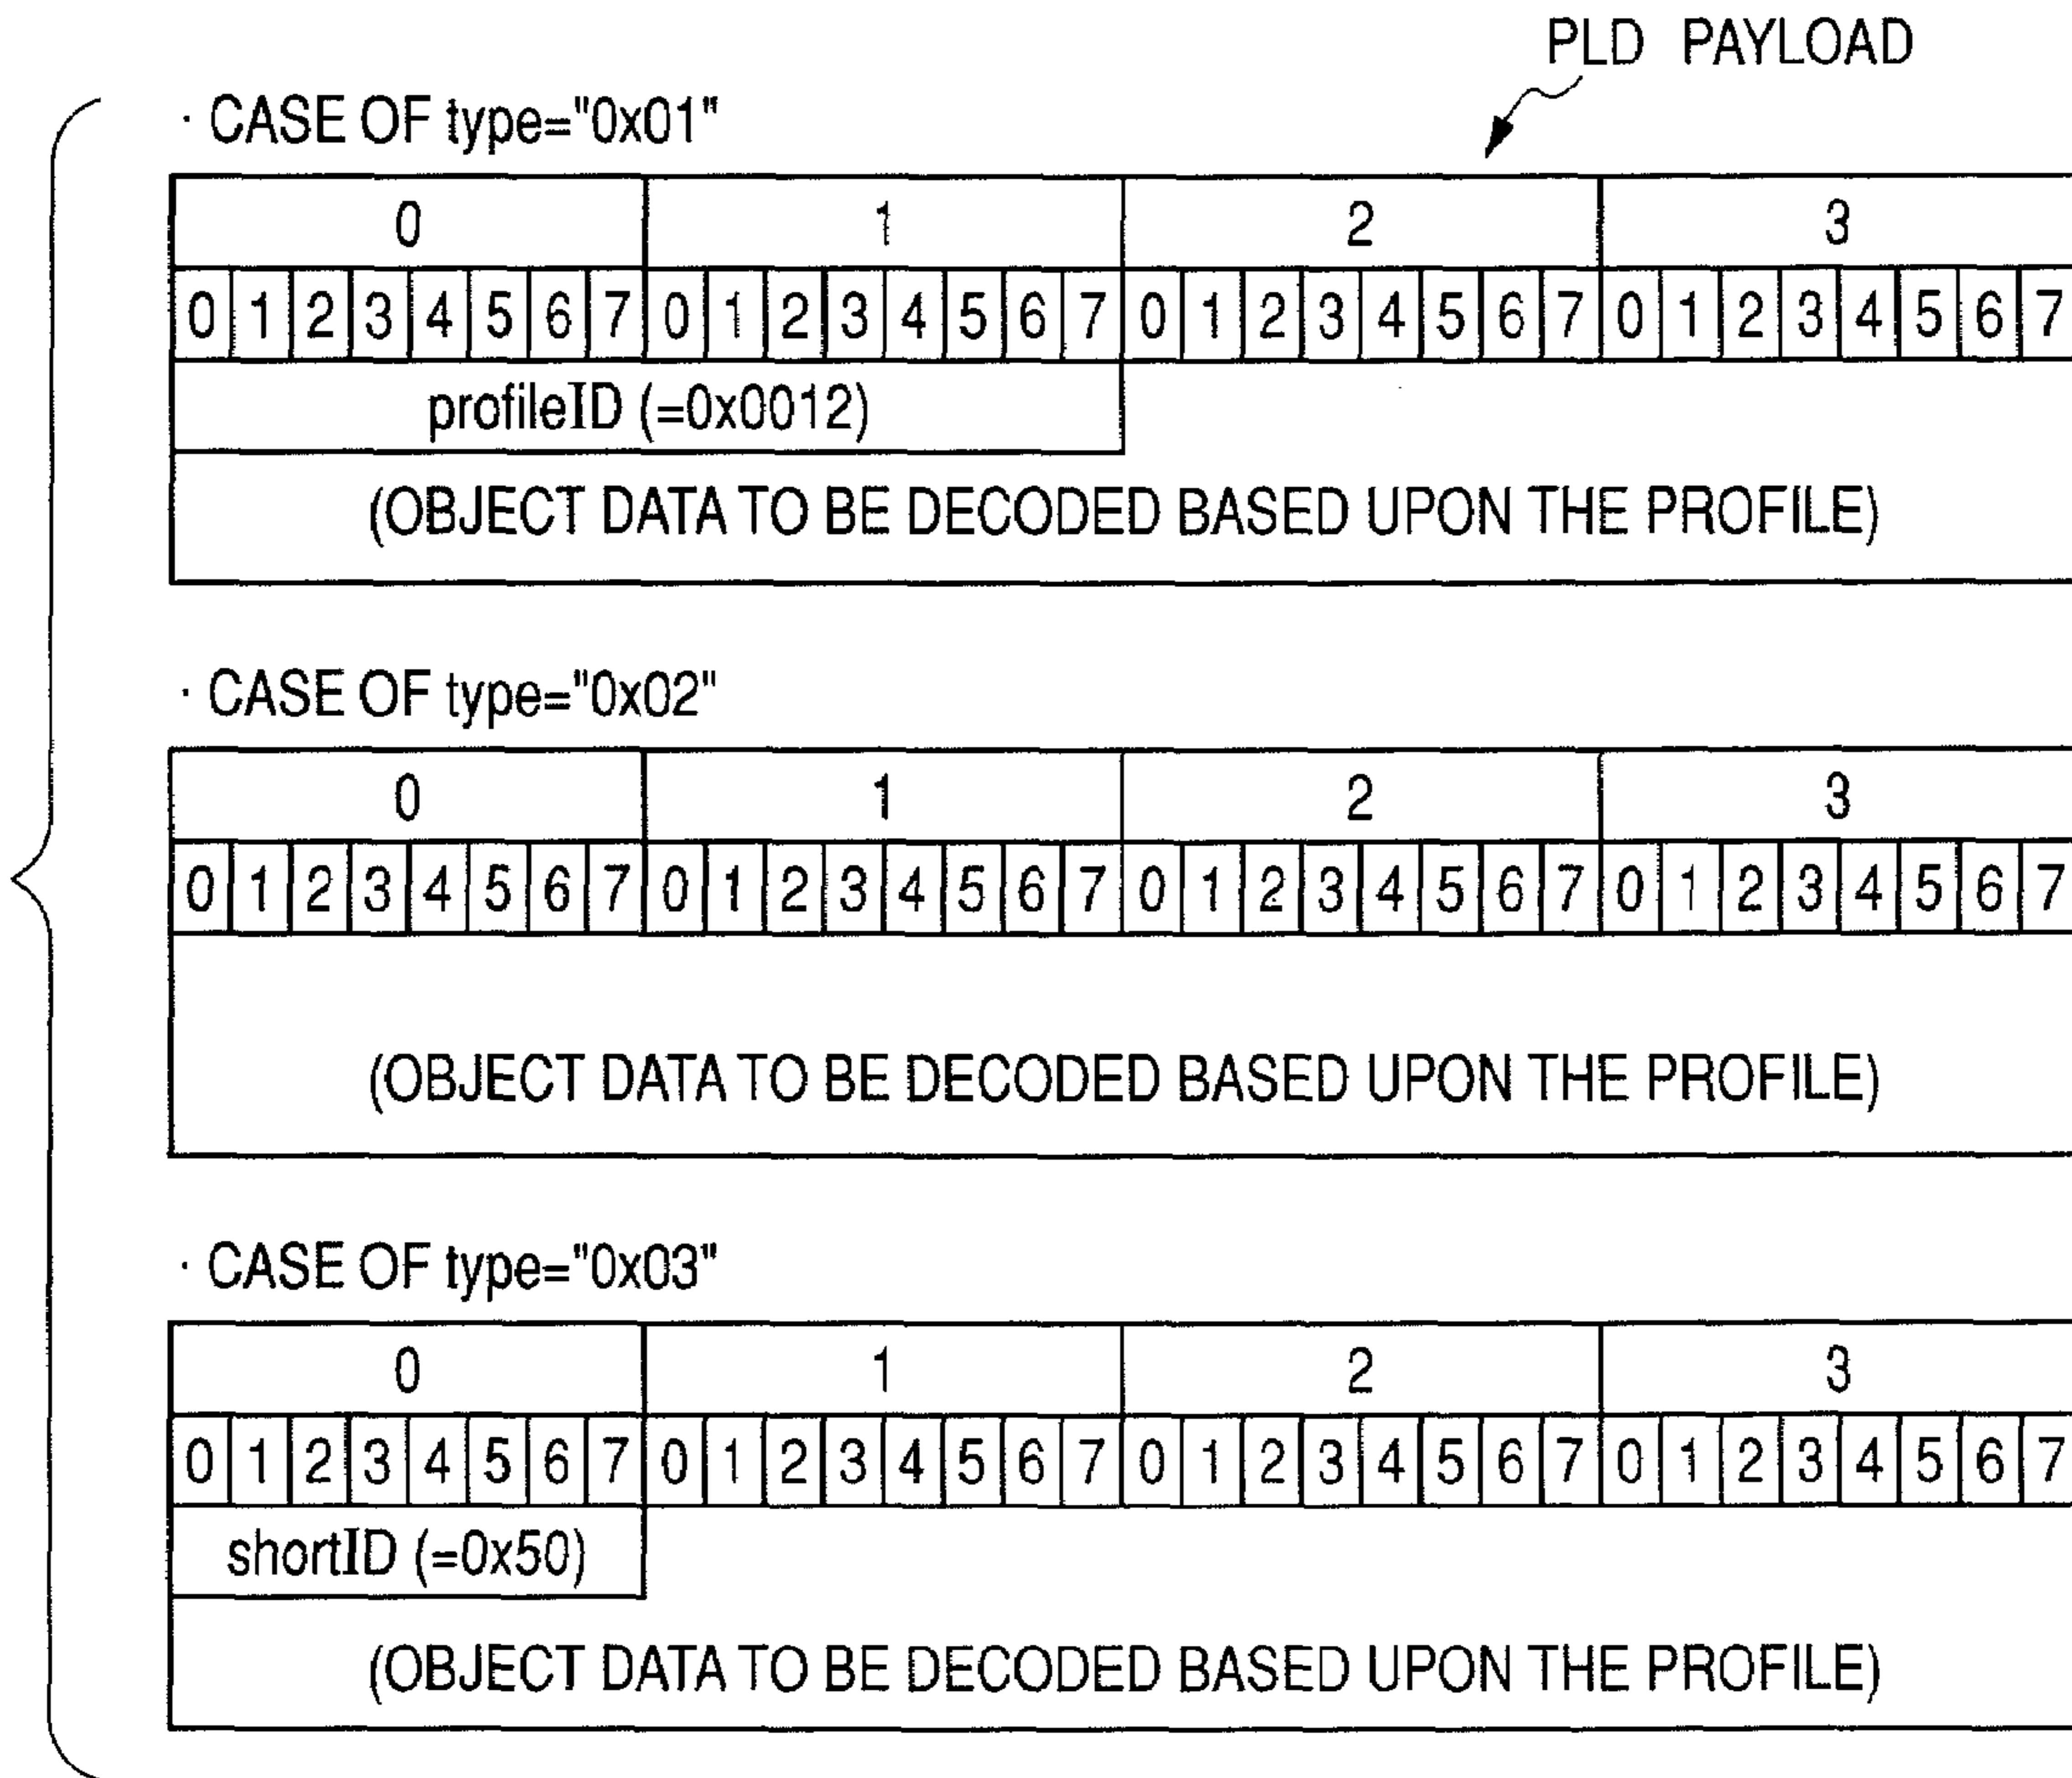 PLD PAYLOAD
· CASE OF type="0x01"
0 1 2 3
0 1 2 3 4 5 6 7 0 1 2 3 4 5 6 7 0 1 2 3 4 5 6 7 0 1 2 3 4 5 6 7
profileID (=0x0012)
(OBJECT DATA TO BE DECODED BASED UPON THE PROFILE)
· CASE OF type="0x02"
0 1 2 3
0 1 2 3 4 5 6 7 0 1 2 3 4 5 6 7 0 1 2 3 4 5 6 7 0 1 2 3 4 5 6 7
(OBJECT DATA TO BE DECODED BASED UPON THE PROFILE)
· CASE OF type="0x03"
0 1 2 3
0 1 2 3 4 5 6 7 0 1 2 3 4 5 6 7 0 1 2 3 4 5 6 7 0 1 2 3 4 5 6 7
shortID (=0x50)
(OBJECT DATA TO BE DECODED BASED UPON THE PROFILE)